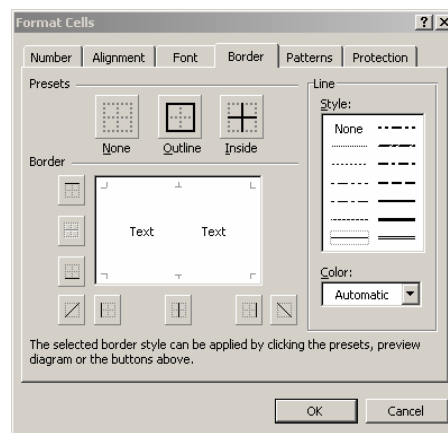 Format Cells
Number Alignment Font Border Patterns Protection
Presets
None Outline Inside
Border
Text Text
Line
Style:
None
Color:
Automatic
The selected border style can be applied by clicking the presets, preview
diagram or the buttons above.
OK Cancel